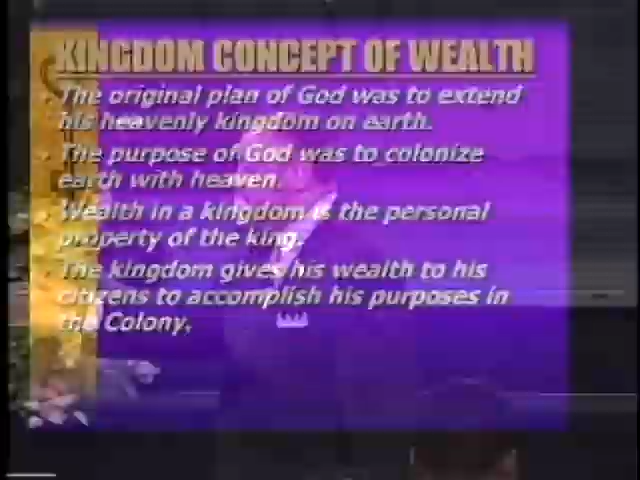 KINGDOM CONCEPT OF WEALTH
The original plan of God was to extend
his heavenly kingdom on earth.
The purpose of God was to colonize
earth with heaven.
Wealth in a kingdom is the personal
property of the king.
The kingdom gives his wealth to his
citizens to accomplish his purposes in
the Colony.